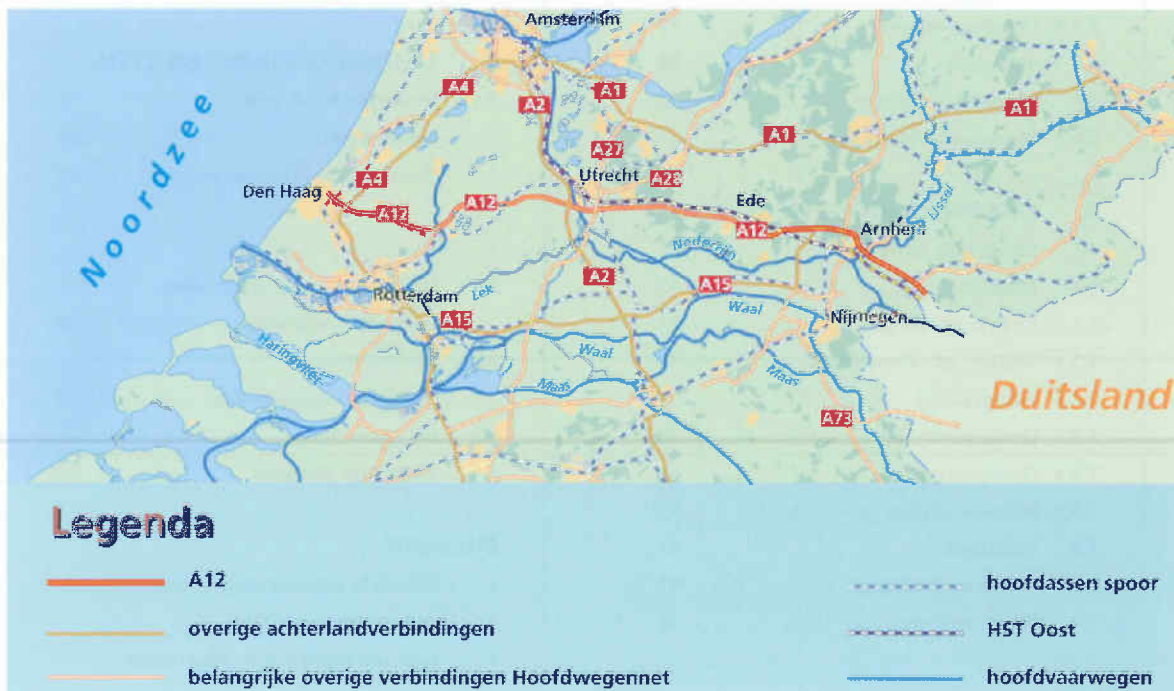 Amsterdam
A4
A2
A1
A1
A1
A27
Utrecht
A28
Noordzee
Den Haag
A4
A12
A12
Ede
A12
Arnhem
IJssel
Nederrijn
Lek
A2
A15
Rotterdam
A15
Waal
Nijmegen
Haringvliet
Waal
Maas
Maas
Duitsland
A73
Legenda
A12
overige achterlandverbindingen
belangrijke overige verbindingen Hoofdwegennet
hoofdassen spoor
HST Oost
hoofdvaarwegen